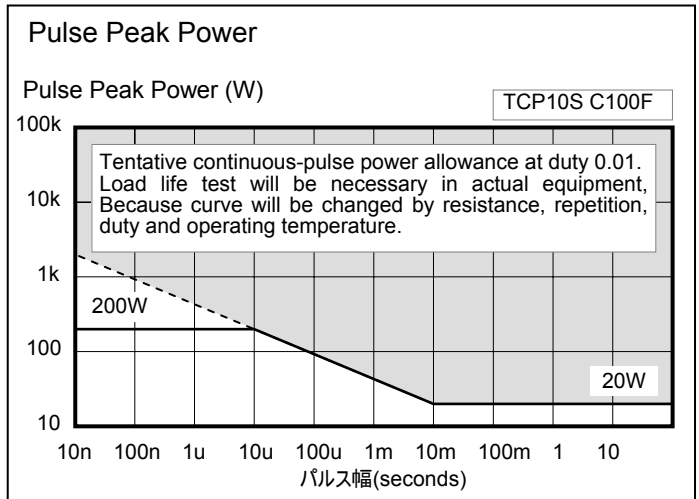 Pulse Peak Power
Pulse Peak Power (W)
TCP10S C100F
100k
Tentative continuous-pulse power allowance at duty 0.01.
Load life test will be necessary in actual equipment,
Because curve will be changed by resistance, repetition,
duty and operating temperature.
10k
1k
200W
100
20W
10
10n 100n 1u 10u 100u 1m 10m 100m 1 10
パルス幅(seconds)